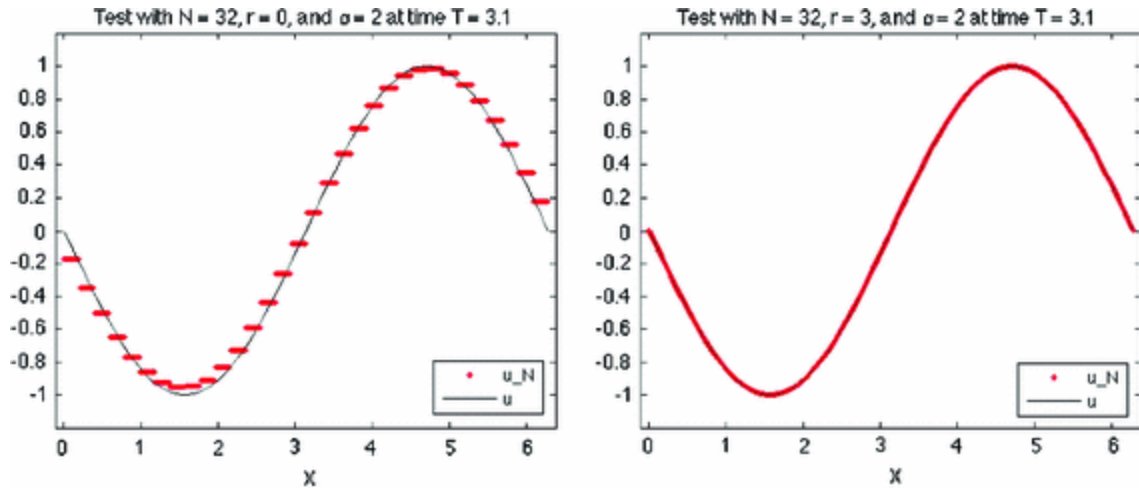 Test with N = 32, r = 0, and σ = 2 at time T = 3.1
1
0.8
0.6
0.4
0.2
0
-0.2
-0.4
-0.6
-0.8
-1
0 1 2 3 4 5 6
X
u_N
u
Test with N = 32, r = 3, and σ = 2 at time T = 3.1
1
0.8
0.6
0.4
0.2
0
-0.2
-0.4
-0.6
-0.8
-1
0 1 2 3 4 5 6
X
u_N
u